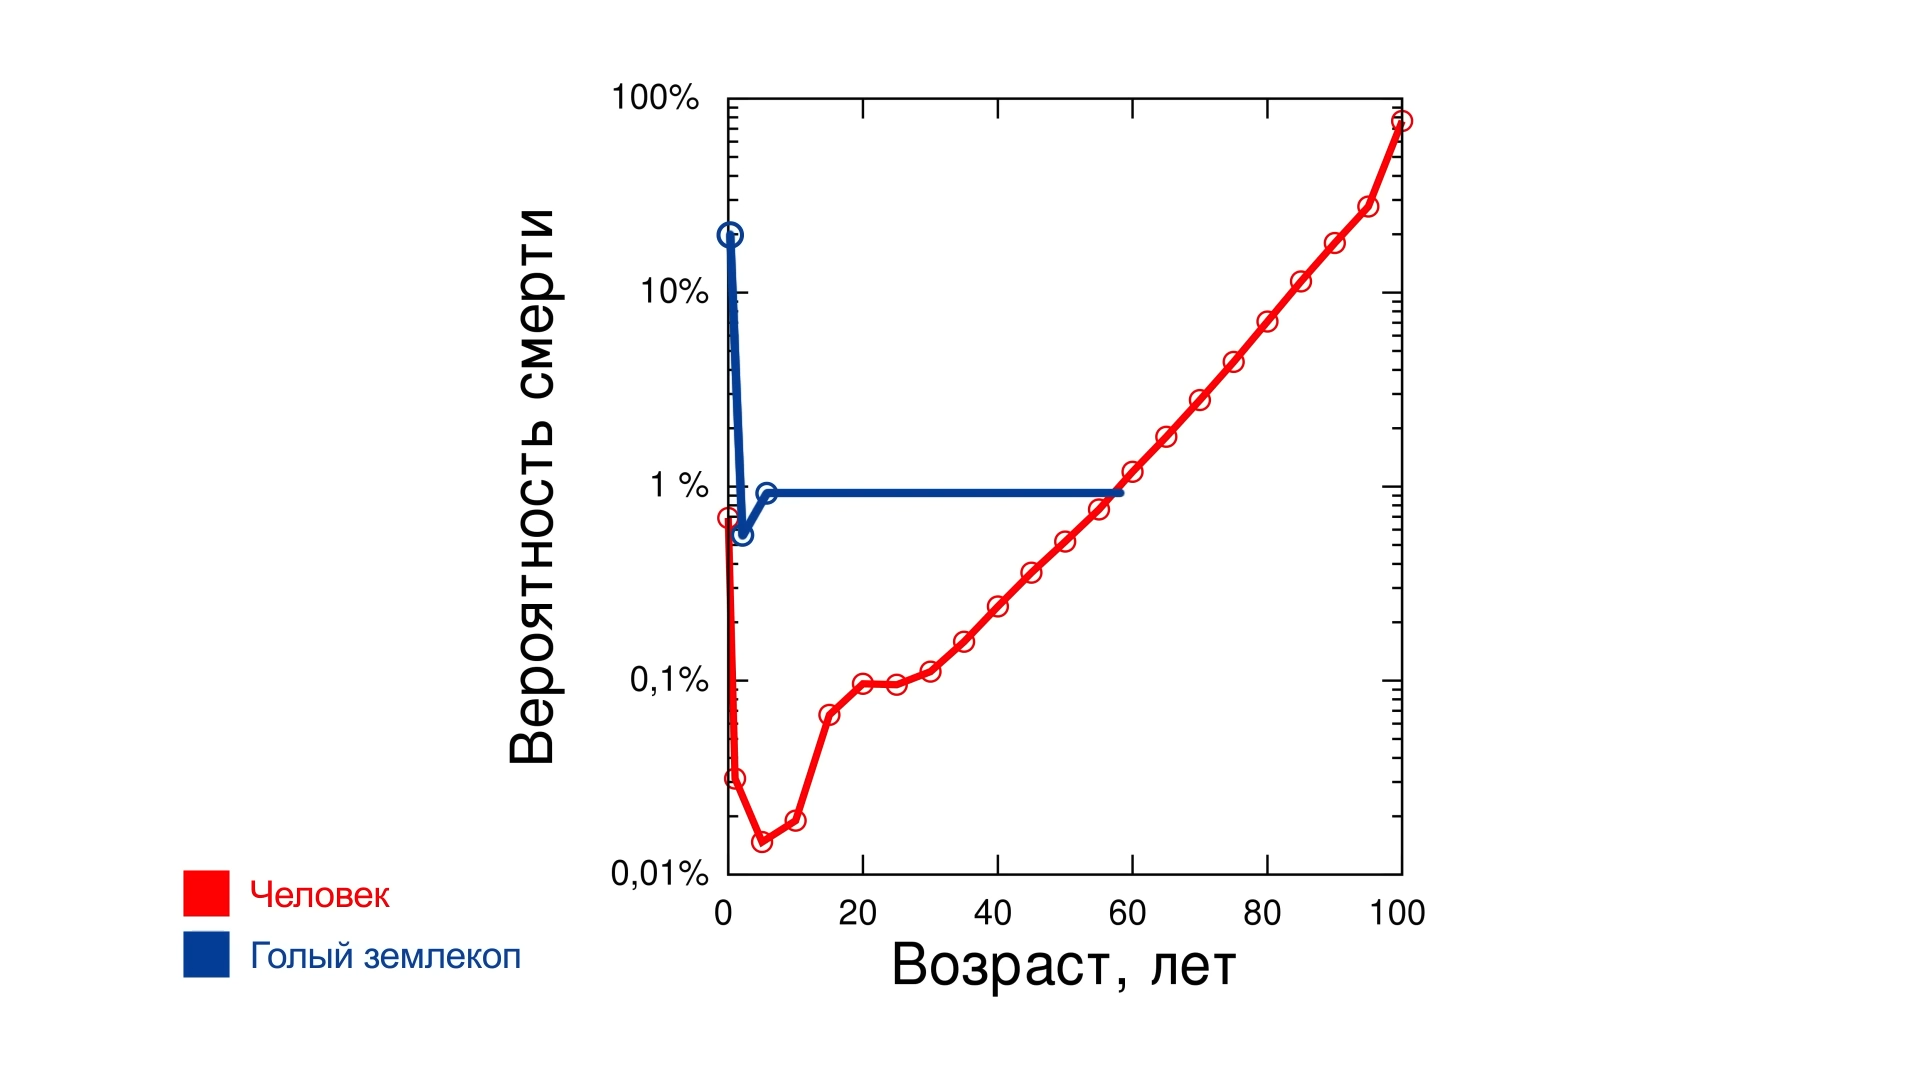 100%
10%
1 %
0,1%
0,01%
Вероятность смерти
0 20 40 60 80 100
Возраст, лет
Человек
Голый землекоп